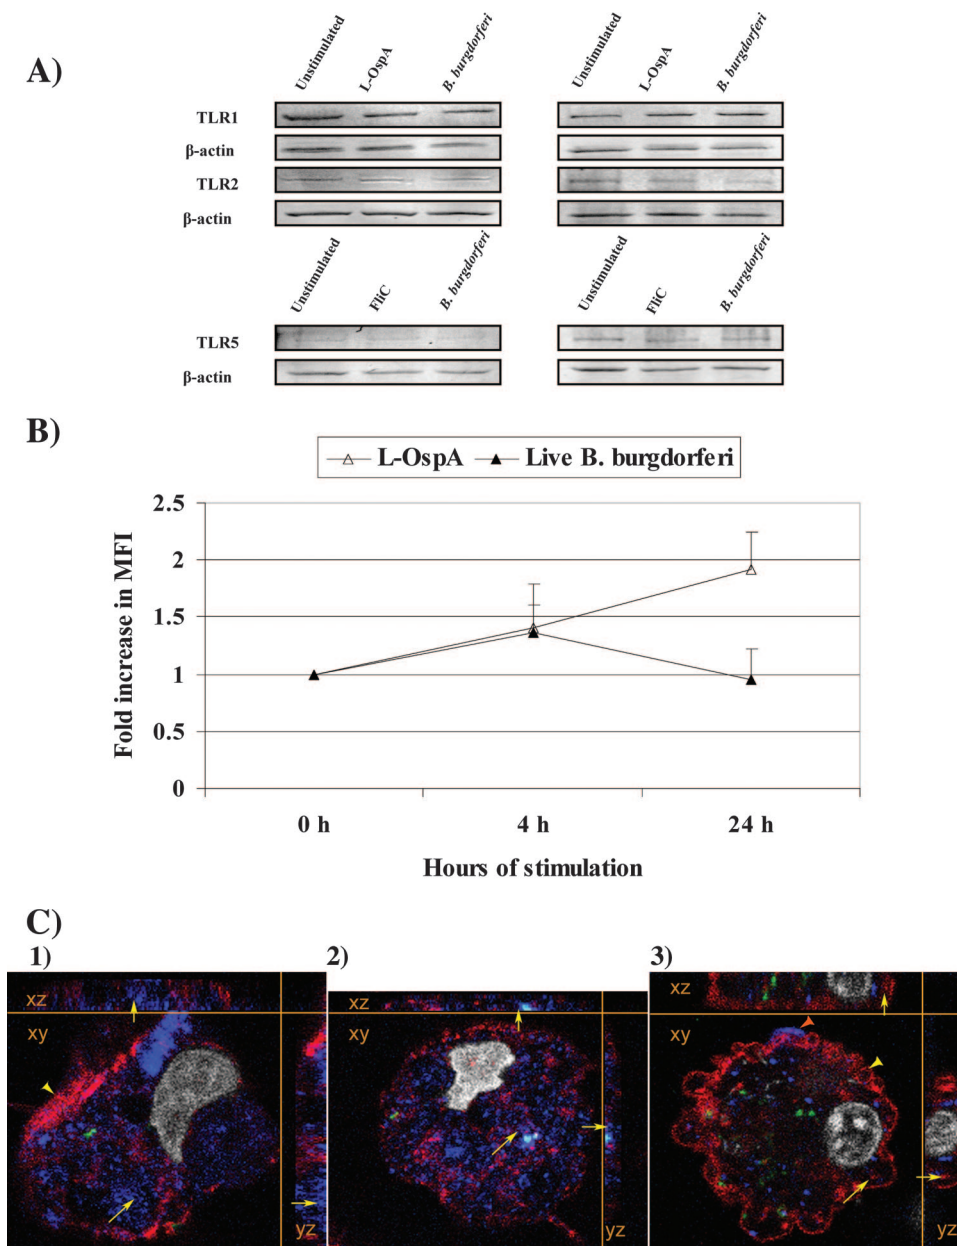 A)
Unstimulated L-OspA B. burgdorferi Unstimulated L-OspA B. burgdorferi
TLR1
β-actin
TLR2
β-actin
Unstimulated FliC B. burgdorferi Unstimulated FliC B. burgdorferi
TLR5
β-actin
B)
L-OspA Live B. burgdorferi
Fold increase in MFI
2.5
2
1.5
1
0.5
0
0 h 4 h 24 h
Hours of stimulation
C)
1) 2) 3)
xz xz xz
xy xy xy
yz yz yz